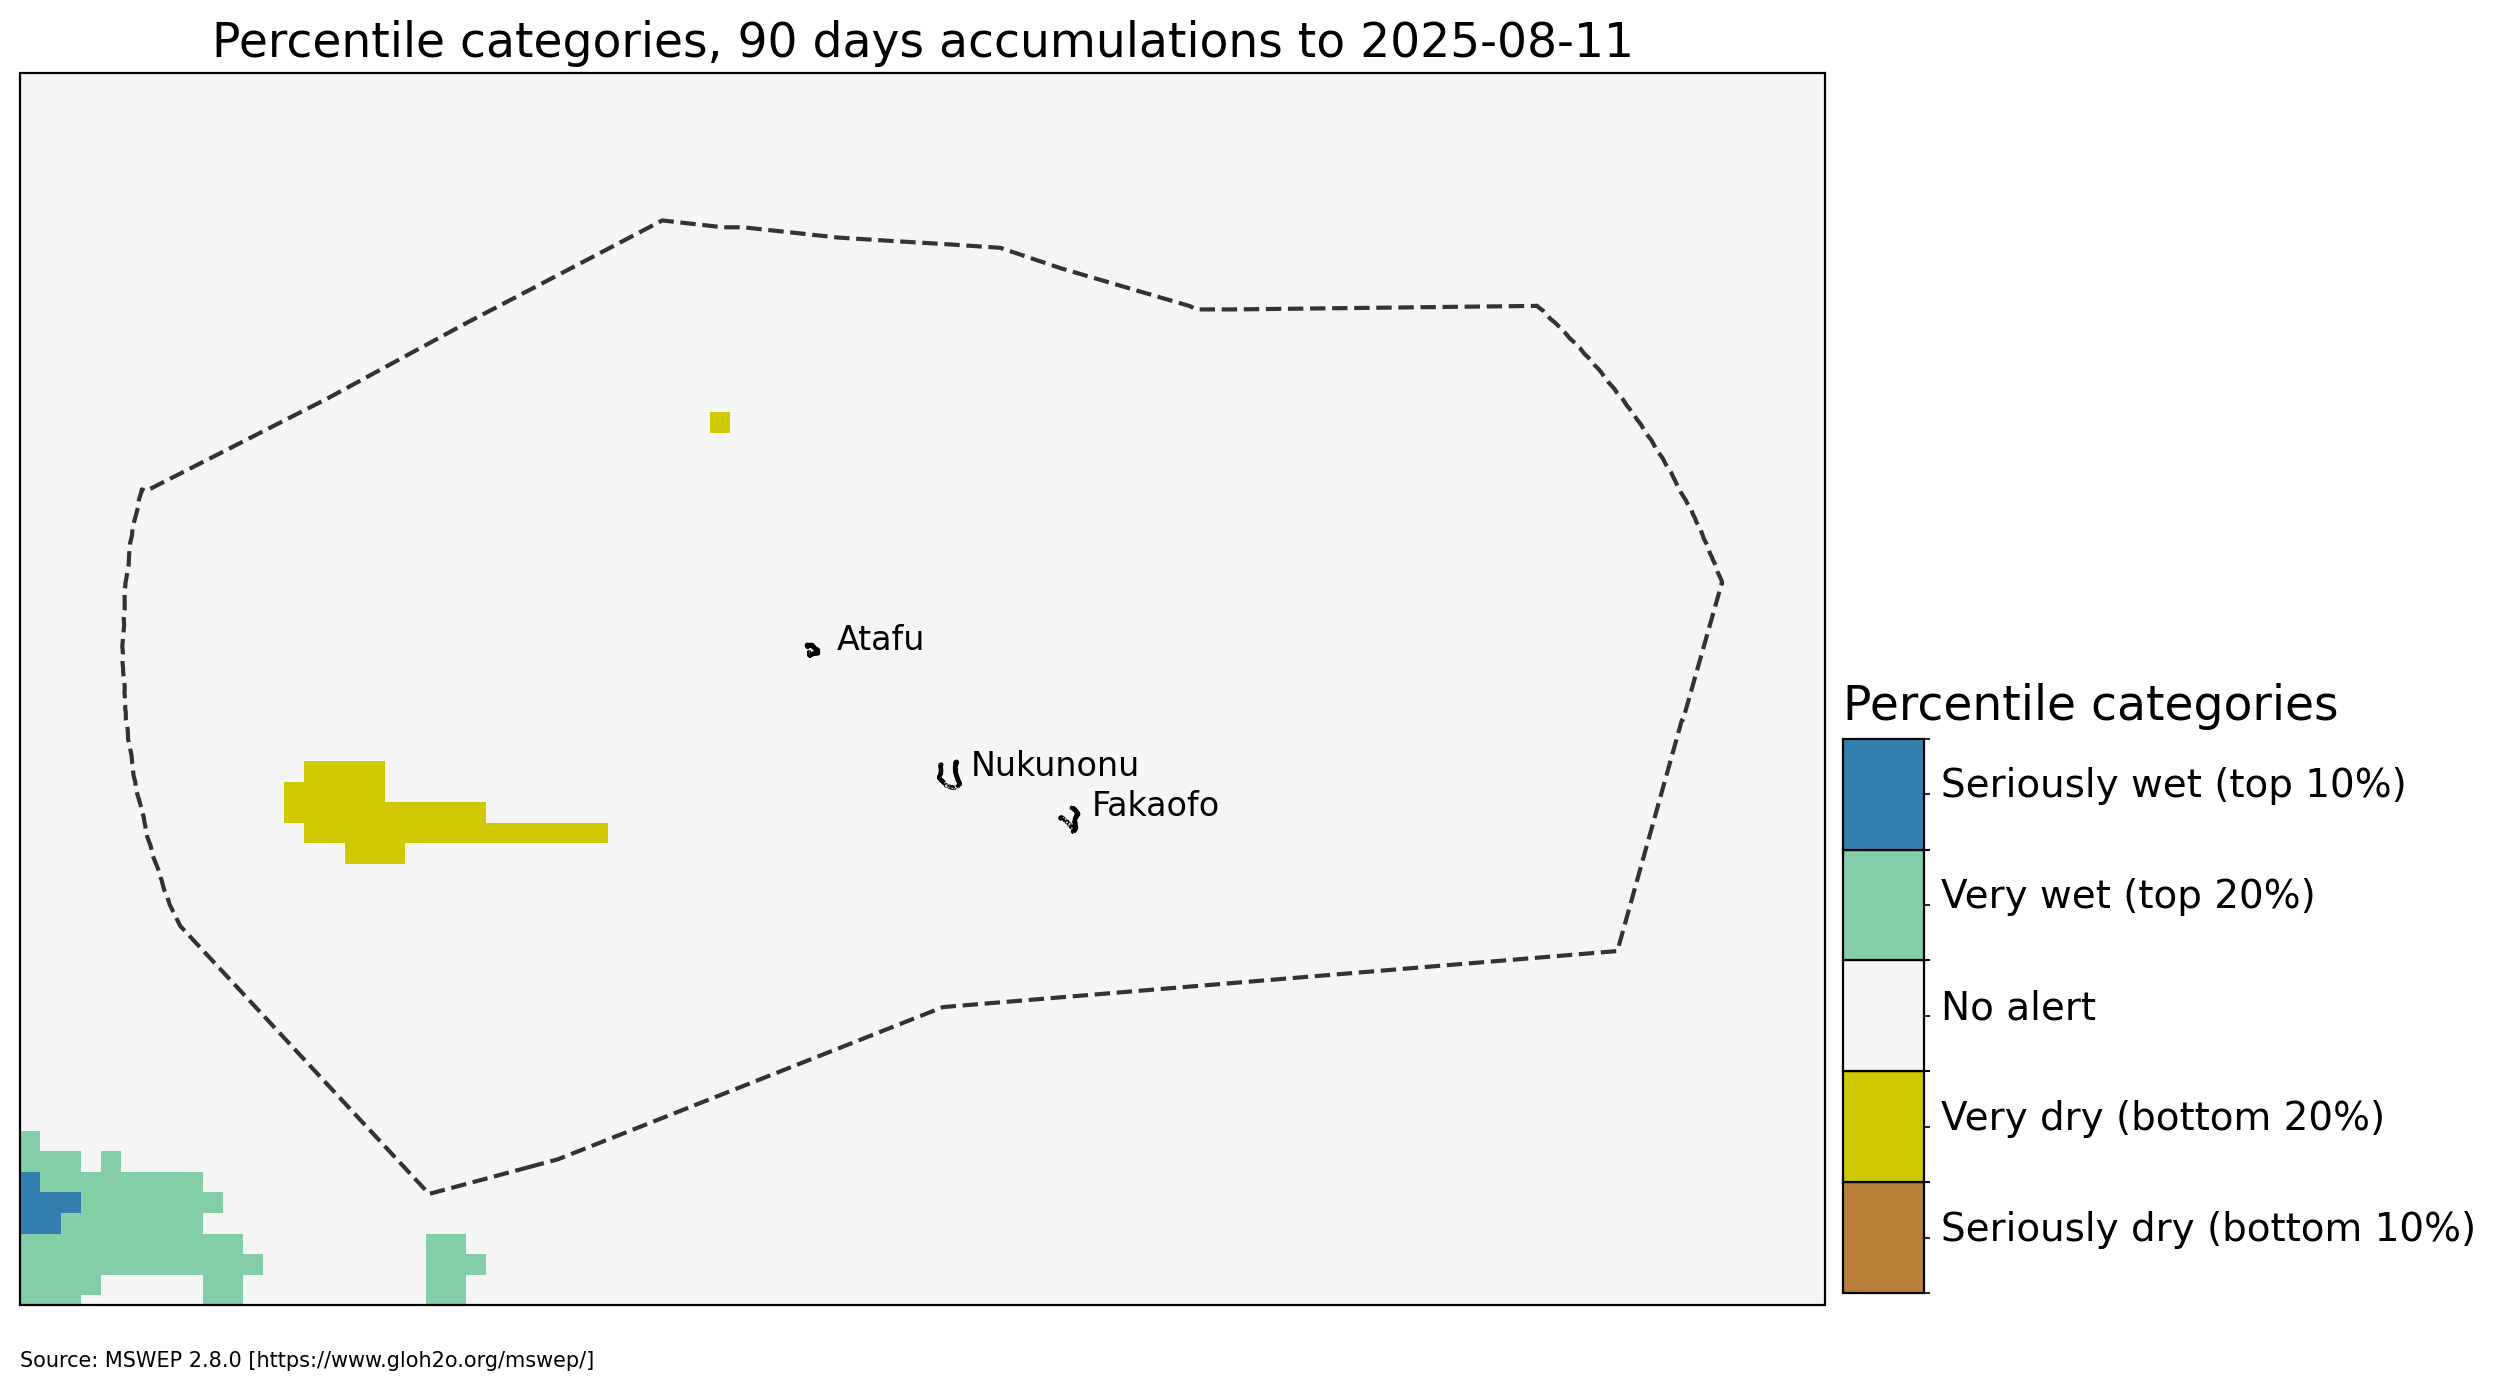 Percentile categories, 90 days accumulations to 2025-08-11
Atafu
Nukunonu
Fakaofo
Percentile categories
Seriously wet (top 10%)
Very wet (top 20%)
No alert
Very dry (bottom 20%)
Seriously dry (bottom 10%)
Source: MSWEP 2.8.0 [https://www.gloh2o.org/mswep/]